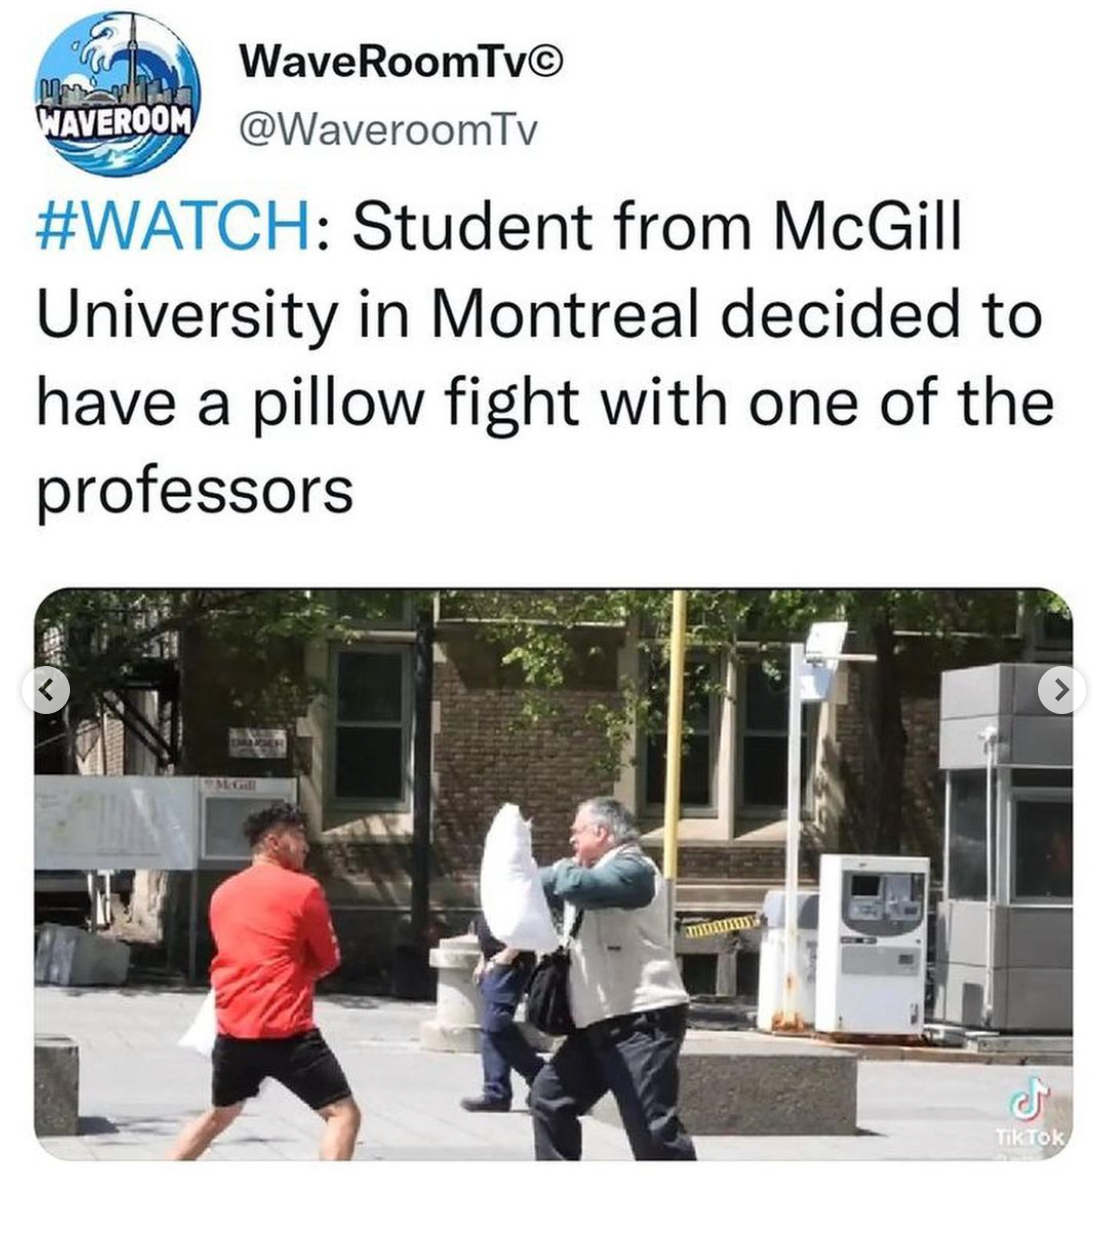 WAVEROOM
WaveRoomTv©
@WaveroomTv
#WATCH: Student from McGill
University in Montreal decided to
have a pillow fight with one of the
professors
McGill
TikTok